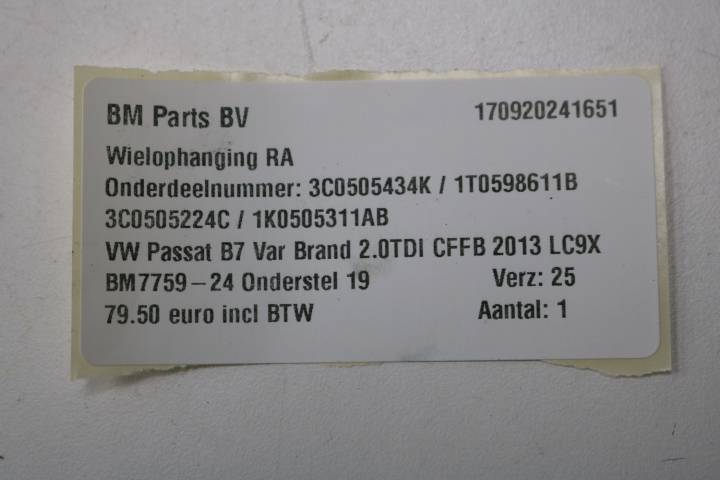 BM Parts BV 170920241651
Wielophanging RA
Onderdeelnummer: 3C0505434K / 1T0598611B
3C0505224C / 1K0505311AB
VW Passat B7 Var Brand 2.0TDI CFFB 2013 LC9X
BM7759-24 Onderstel 19 Verz: 25
79.50 euro incl BTW Aantal: 1